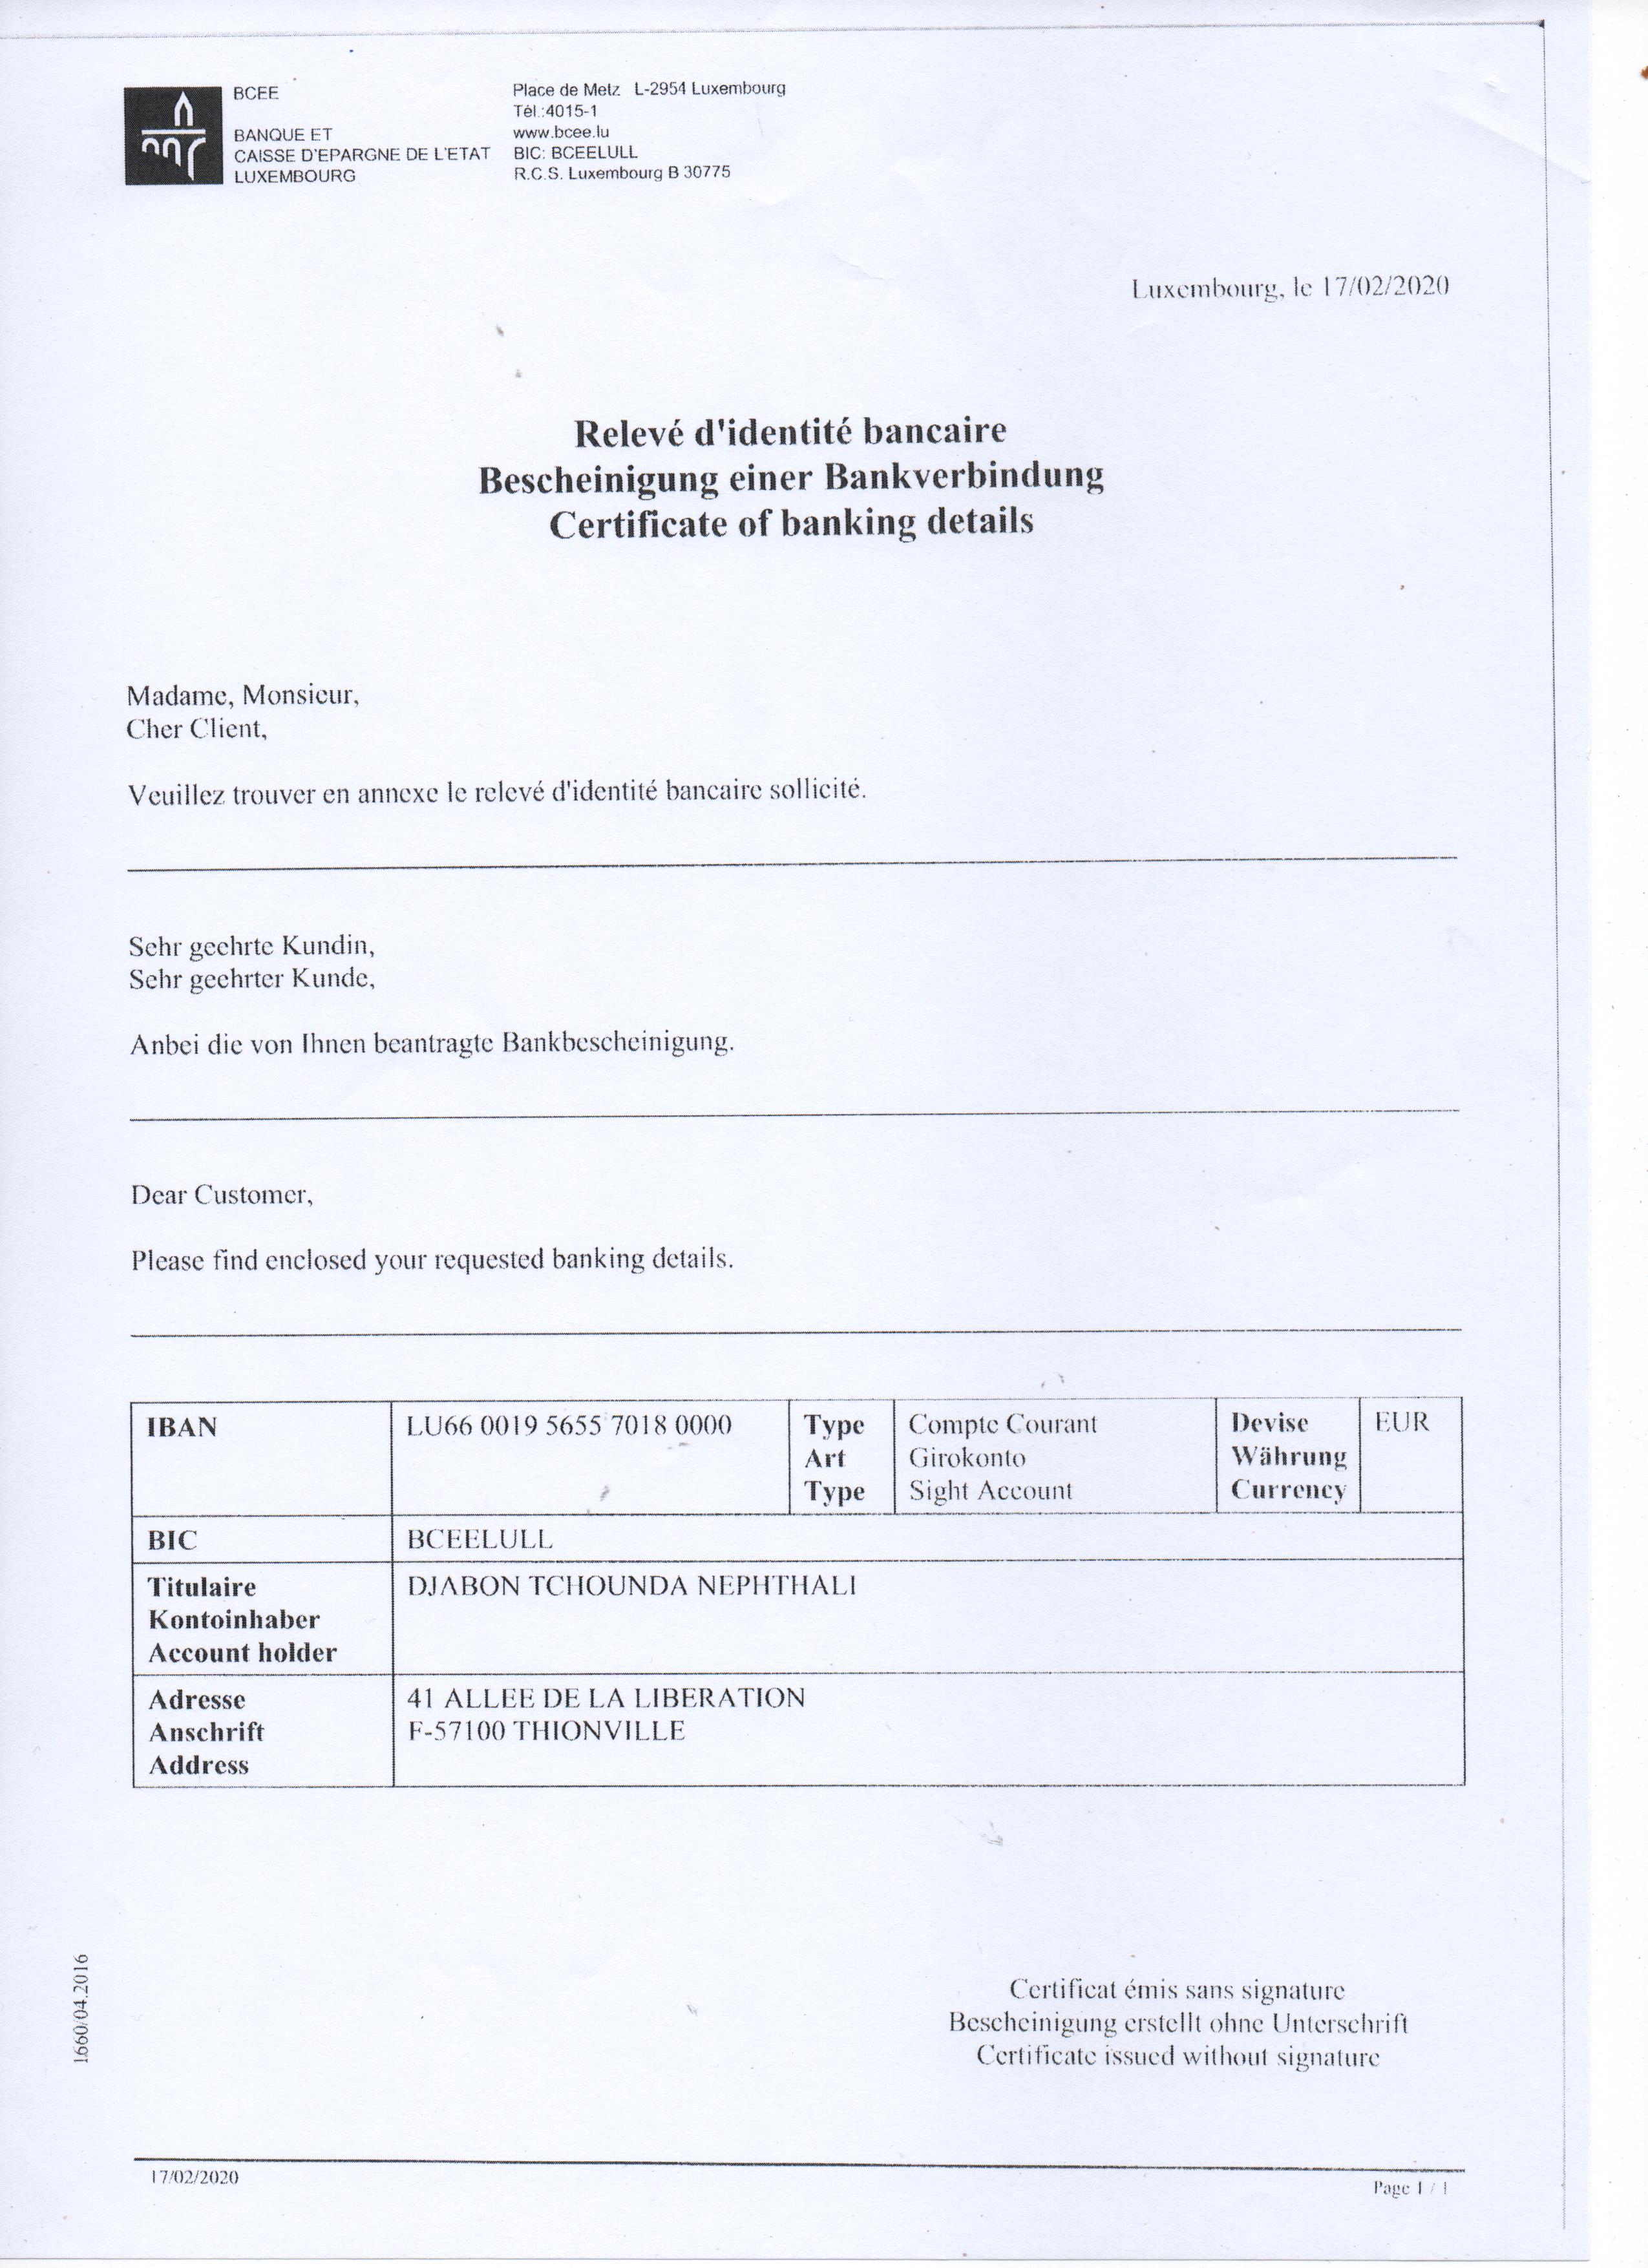 BCEE
BANQUE ET
CAISSE D'EPARGNE DE L'ETAT
LUXEMBOURG
Place de Metz L-2954 Luxembourg
Tél.:4015-1
www.bcee.lu
BIC: BCEELULL
R.C.S. Luxembourg B 30775
Luxembourg, le 17/02/2020
Relevé d'identité bancaire
Bescheinigung einer Bankverbindung
Certificate of banking details
Madame, Monsieur,
Cher Client,
Veuillez trouver en annexe le relevé d'identité bancaire sollicité.
Sehr geehrte Kundin,
Sehr geehrter Kunde,
Anbei die von Ihnen beantragte Bankbescheinigung.
Dear Customer,
Please find enclosed your requested banking details.
IBAN LU66 0019 5655 7018 0000 Type Compte Courant Devise EUR
Art Girokonto Währung
Type Sight Account Currency
BIC BCEELULL
Titulaire DJABON TCHOUNDA NEPHTHALI
Kontoinhaber
Account holder
Adresse 41 ALLEE DE LA LIBERATION
Anschrift F-57100 THIONVILLE
Address
Certificat émis sans signature
Bescheinigung erstellt ohne Unterschrift
Certificate issued without signature
1660/04.2016
17/02/2020
Page 1 / 1